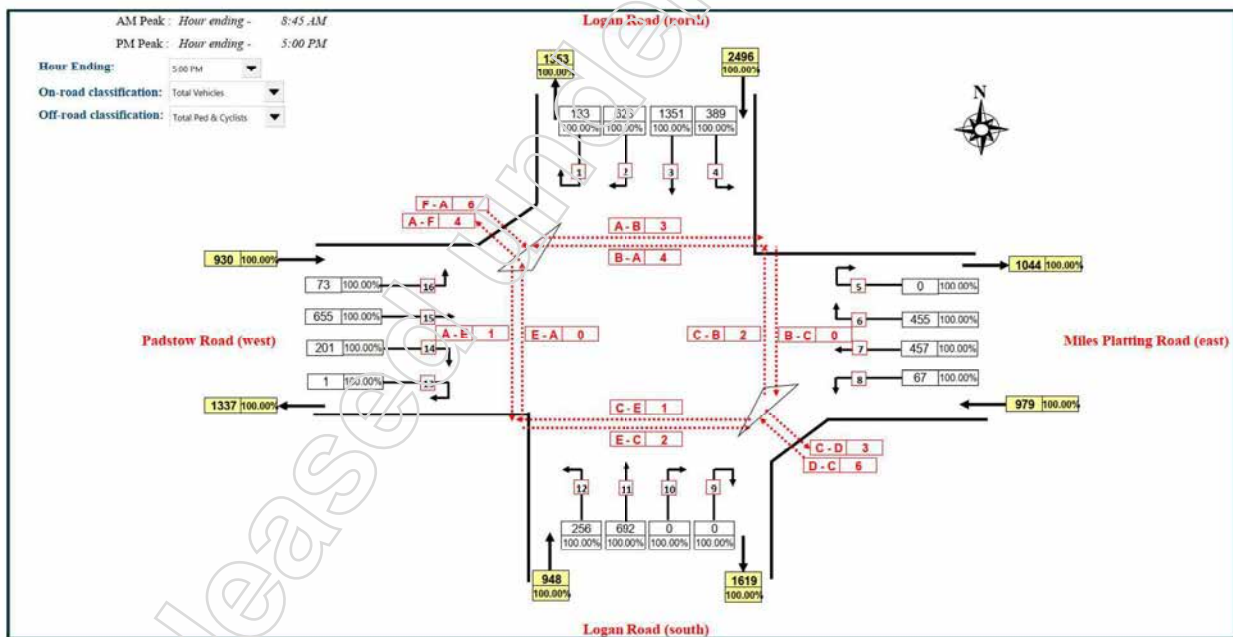 AM Peak : Hour ending - 8:45 AM
PM Peak : Hour ending - 5:00 PM
Hour Ending: 5:00 PM
On-road classification: Total Vehicles
Off-road classification: Total Ped & Cyclists
Logan Road (north)
1353 2496
100.00% 100.00%
N
133 623 1351 389
100.00% 100.00% 100.00% 100.00%
1 2 3 4
F - A 6
A - F 4
A - B 3
B - A 4
930 100.00%
1044 100.00%
73 100.00% 16
5 0 100.00%
655 100.00% 15
6 455 100.00%
A - E 1 E - A 0
C - B 2 B - C 0
Padstow Road (west)
Miles Platting Road (east)
201 100.00% 14
7 457 100.00%
1 100.00% 13
8 67 100.00%
1337 100.00%
979 100.00%
C - E 1
E - C 2
C - D 3
D - C 6
12 11 10 9
256 692 0 0
100.00% 100.00% 100.00% 100.00%
948 1619
100.00% 100.00%
Logan Road (south)
leased under